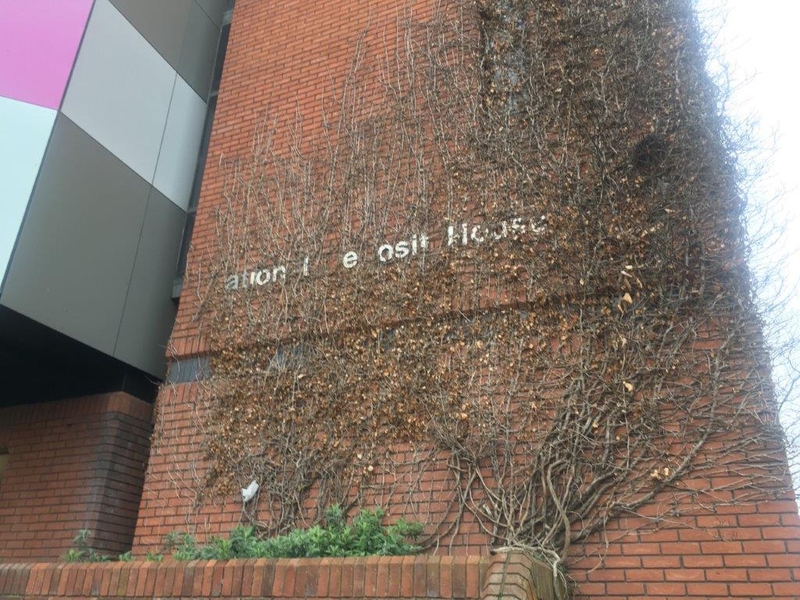 ation l e osit House